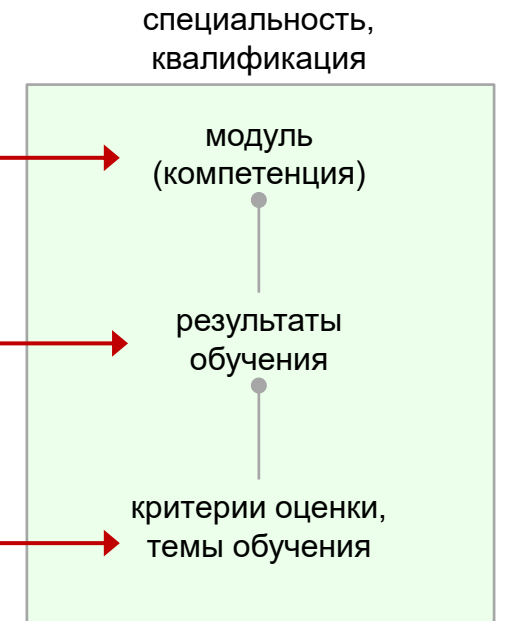 специальность,
квалификация
модуль
(компетенция)
результаты
обучения
критерии оценки,
темы обучения